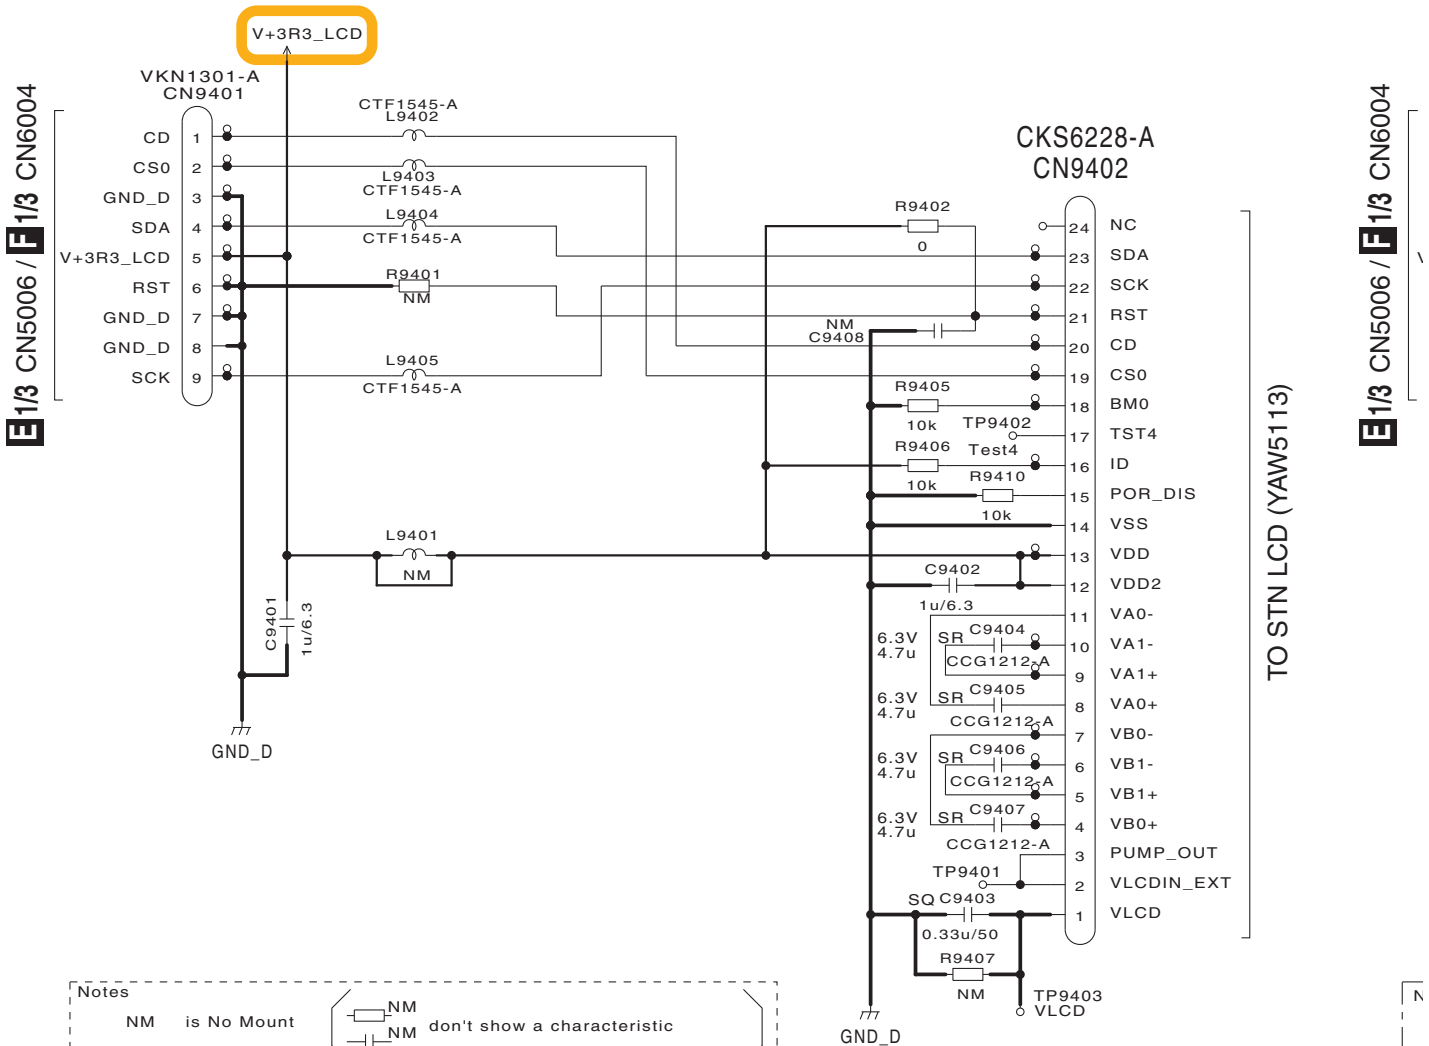 V+3R3_LCD
VKN1301-A
CN9401
E 1/3 CN5006 / F 1/3 CN6004
CD 1
CS0 2
GND_D 3
SDA 4
V+3R3_LCD 5
RST 6
GND_D 7
GND_D 8
SCK 9
CTF1545-A
L9402
L9403
CTF1545-A
L9404
CTF1545-A
R9401
NM
L9405
CTF1545-A
L9401
NM
C9401
1u/6.3
GND_D
CKS6228-A
CN9402
R9402
0
NM
C9408
R9405
10k
TP9402
R9406
Test4
10k
R9410
10k
C9402
1u/6.3
6.3V
4.7u
SR C9404
CCG1212-A
6.3V
4.7u
SR C9405
CCG1212-A
6.3V
4.7u
SR C9406
CCG1212-A
6.3V
4.7u
SR C9407
CCG1212-A
TP9401
SQ C9403
0.33u/50
R9407
NM
TP9403
VLCD
GND_D
24 NC
23 SDA
22 SCK
21 RST
20 CD
19 CS0
18 BM0
17 TST4
16 ID
15 POR_DIS
14 VSS
13 VDD
12 VDD2
11 VA0-
10 VA1-
9 VA1+
8 VA0+
7 VB0-
6 VB1-
5 VB1+
4 VB0+
3 PUMP_OUT
2 VLCDIN_EXT
1 VLCD
TO STN LCD (YAW5113)
E 1/3 CN5006 / F 1/3 CN6004
Notes
NM is No Mount
NM
NM
don't show a characteristic